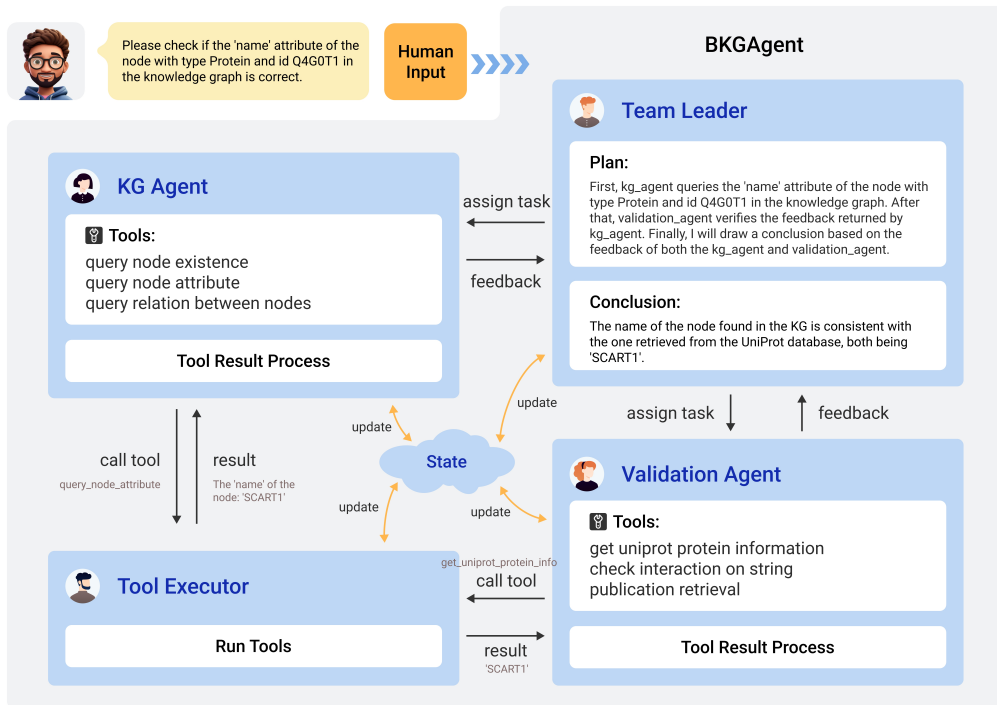 Please check if the 'name' attribute of the
node with type Protein and id Q4G0T1 in
the knowledge graph is correct.
Human
Input
BKGAgent
Team Leader
Plan:
First, kg_agent queries the 'name' attribute of the node with
type Protein and id Q4G0T1 in the knowledge graph. After
that, validation_agent verifies the feedback returned by
kg_agent. Finally, I will draw a conclusion based on the
feedback of both the kg_agent and validation_agent.
Conclusion:
The name of the node found in the KG is consistent with
the one retrieved from the UniProt database, both being
'SCART1'.
KG Agent
Tools:
query node existence
query node attribute
query relation between nodes
Tool Result Process
assign task
feedback
update
update
State
update
update
assign task
feedback
call tool
query_node_attribute
result
The 'name' of the
node: 'SCART1'
Validation Agent
Tools:
get uniprot protein information
check interaction on string
publication retrieval
Tool Result Process
Tool Executor
Run Tools
get_uniprot_protein_info
call tool
result
'SCART1'